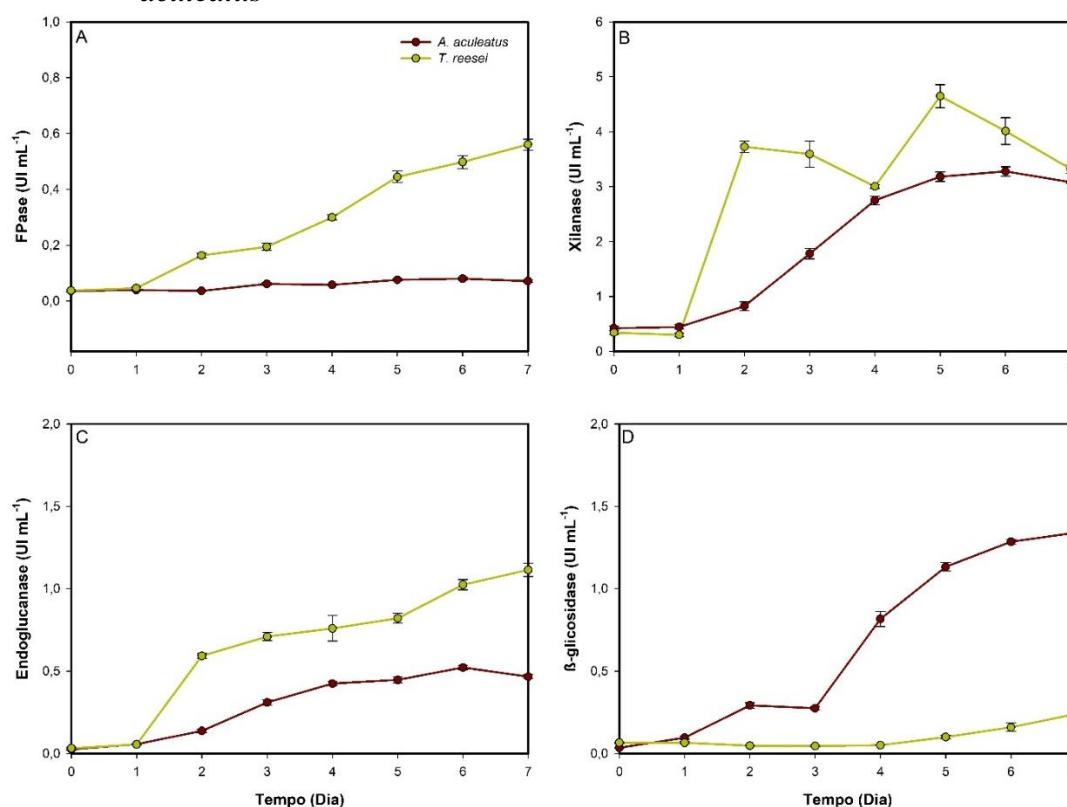 A
A. aculeatus
T. reesei
FPase (UI mL⁻¹)
1,0
0,8
0,6
0,4
0,2
0,0
0 1 2 3 4 5 6 7
B
Xilanase (UI mL⁻¹)
6
5
4
3
2
1
0
0 1 2 3 4 5 6
C
Endoglucanase (UI mL⁻¹)
2,0
1,5
1,0
0,5
0,0
0 1 2 3 4 5 6 7
Tempo (Dia)
D
ß-glicosidase (UI mL⁻¹)
2,0
1,5
1,0
0,5
0,0
0 1 2 3 4 5 6
Tempo (Dia)